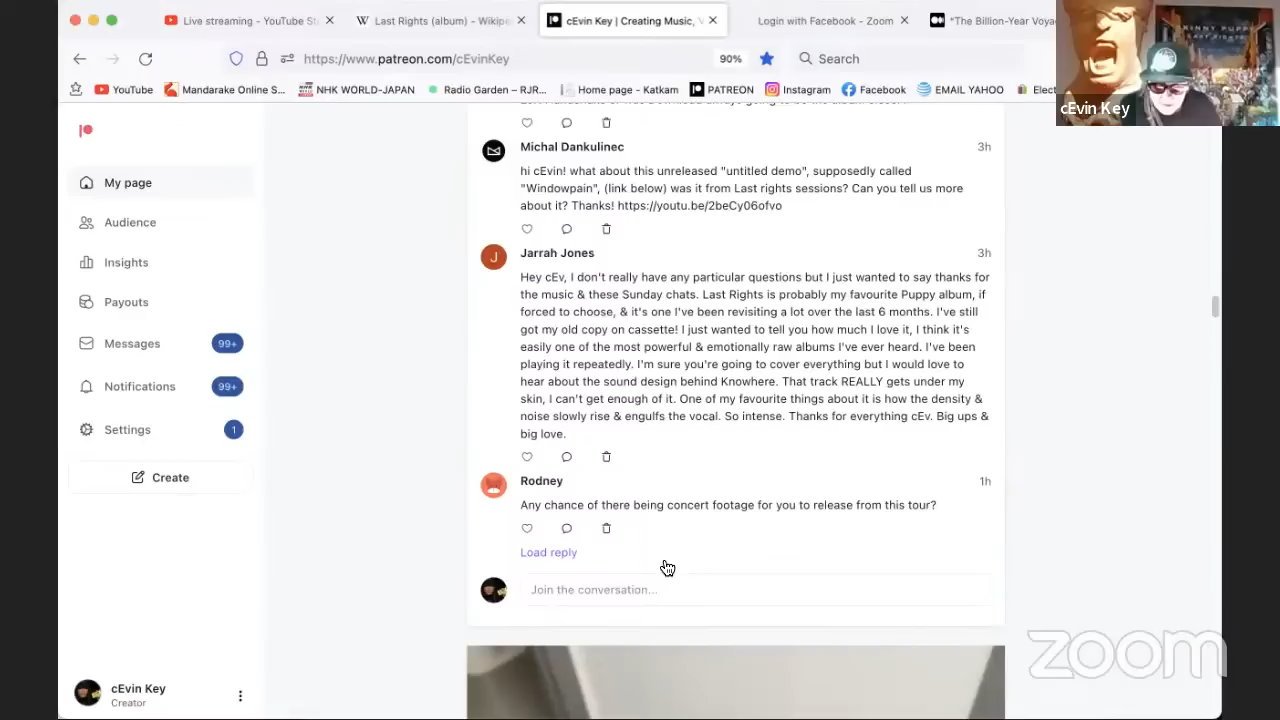 Live streaming - YouTube St
Last Rights (album) - Wikipe
cEvin Key | Creating Music, V
Login with Facebook - Zoom
"The Billion-Year Voya
https://www.patreon.com/cEvinKey
90%
Search
YouTube
Mandarake Online S...
NHK WORLD-JAPAN
Radio Garden – RJR...
Home page - Katkam
PATREON
Instagram
Facebook
EMAIL YAHOO
Elect
SKINNY PUPPY
LAST RIGHTS
cEvin Key
My page
Audience
Insights
Payouts
Messages
99+
Notifications
99+
Settings
1
Create
Michal Dankulinec
3h
hi cEvin! what about this unreleased "untitled demo", supposedly called
"Windowpain", (link below) was it from Last rights sessions? Can you tell us more
about it? Thanks! https://youtu.be/2beCy06ofvo
J
Jarrah Jones
3h
Hey cEv, I don't really have any particular questions but I just wanted to say thanks for
the music & these Sunday chats. Last Rights is probably my favourite Puppy album, if
forced to choose, & it's one I've been revisiting a lot over the last 6 months. I've still
got my old copy on cassette! I just wanted to tell you how much I love it, I think it's
easily one of the most powerful & emotionally raw albums I've ever heard. I've been
playing it repeatedly. I'm sure you're going to cover everything but I would love to
hear about the sound design behind Knowhere. That track REALLY gets under my
skin, I can't get enough of it. One of my favourite things about it is how the density &
noise slowly rise & engulfs the vocal. So intense. Thanks for everything cEv. Big ups &
big love.
Rodney
1h
Any chance of there being concert footage for you to release from this tour?
Load reply
Join the conversation...
cEvin Key
Creator
zoom